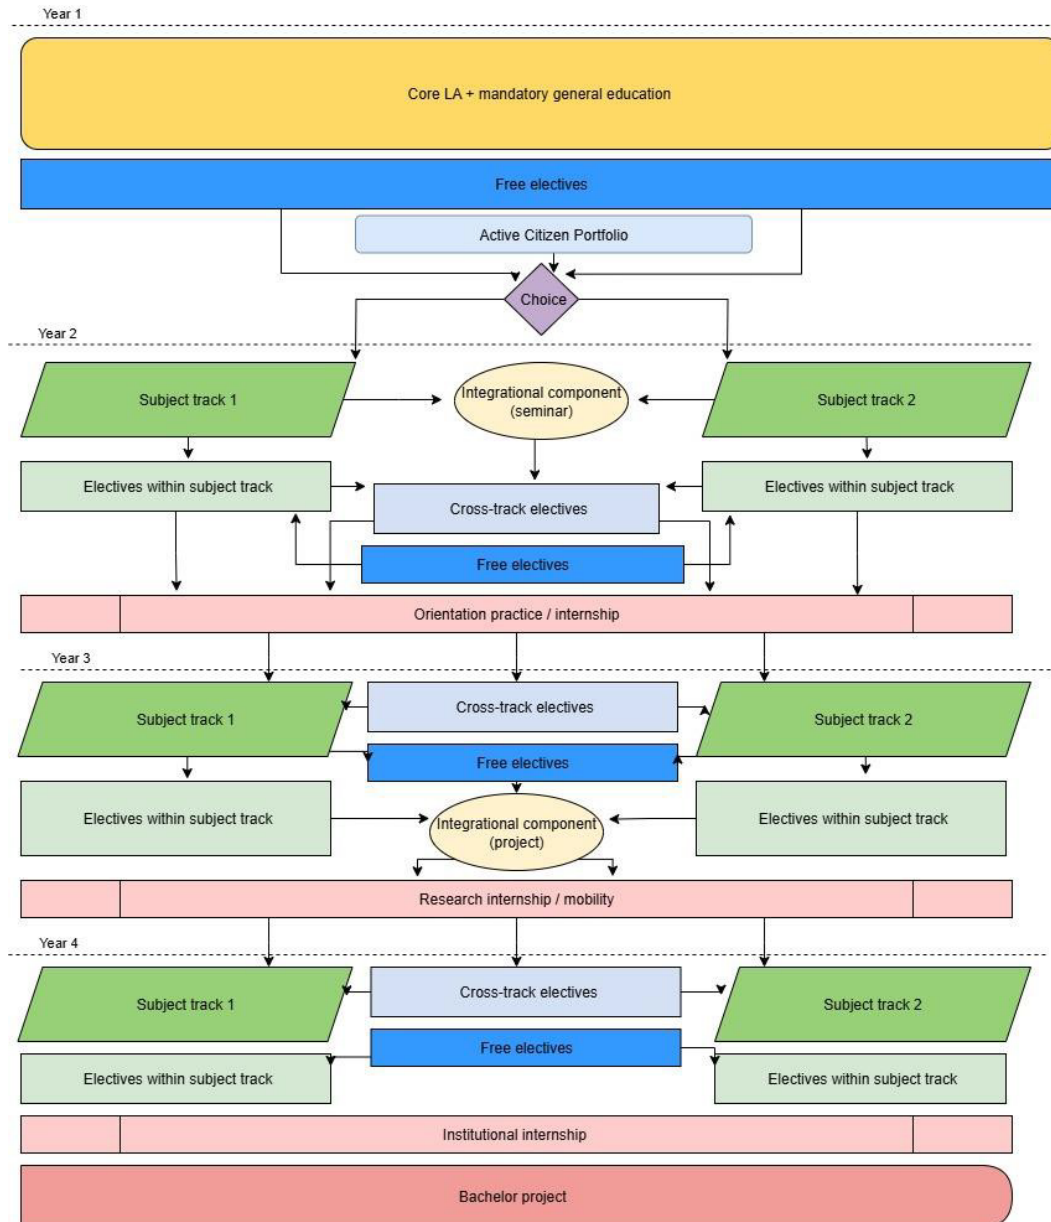 Year 1
Core LA + mandatory general education
Free electives
Active Citizen Portfolio
Choice
Year 2
Subject track 1
Integrational component
(seminar)
Subject track 2
Electives within subject track
Cross-track electives
Electives within subject track
Free electives
Orientation practice / internship
Year 3
Subject track 1
Cross-track electives
Subject track 2
Free electives
Electives within subject track
Integrational component
(project)
Electives within subject track
Research internship / mobility
Year 4
Subject track 1
Cross-track electives
Subject track 2
Free electives
Electives within subject track
Electives within subject track
Institutional internship
Bachelor project